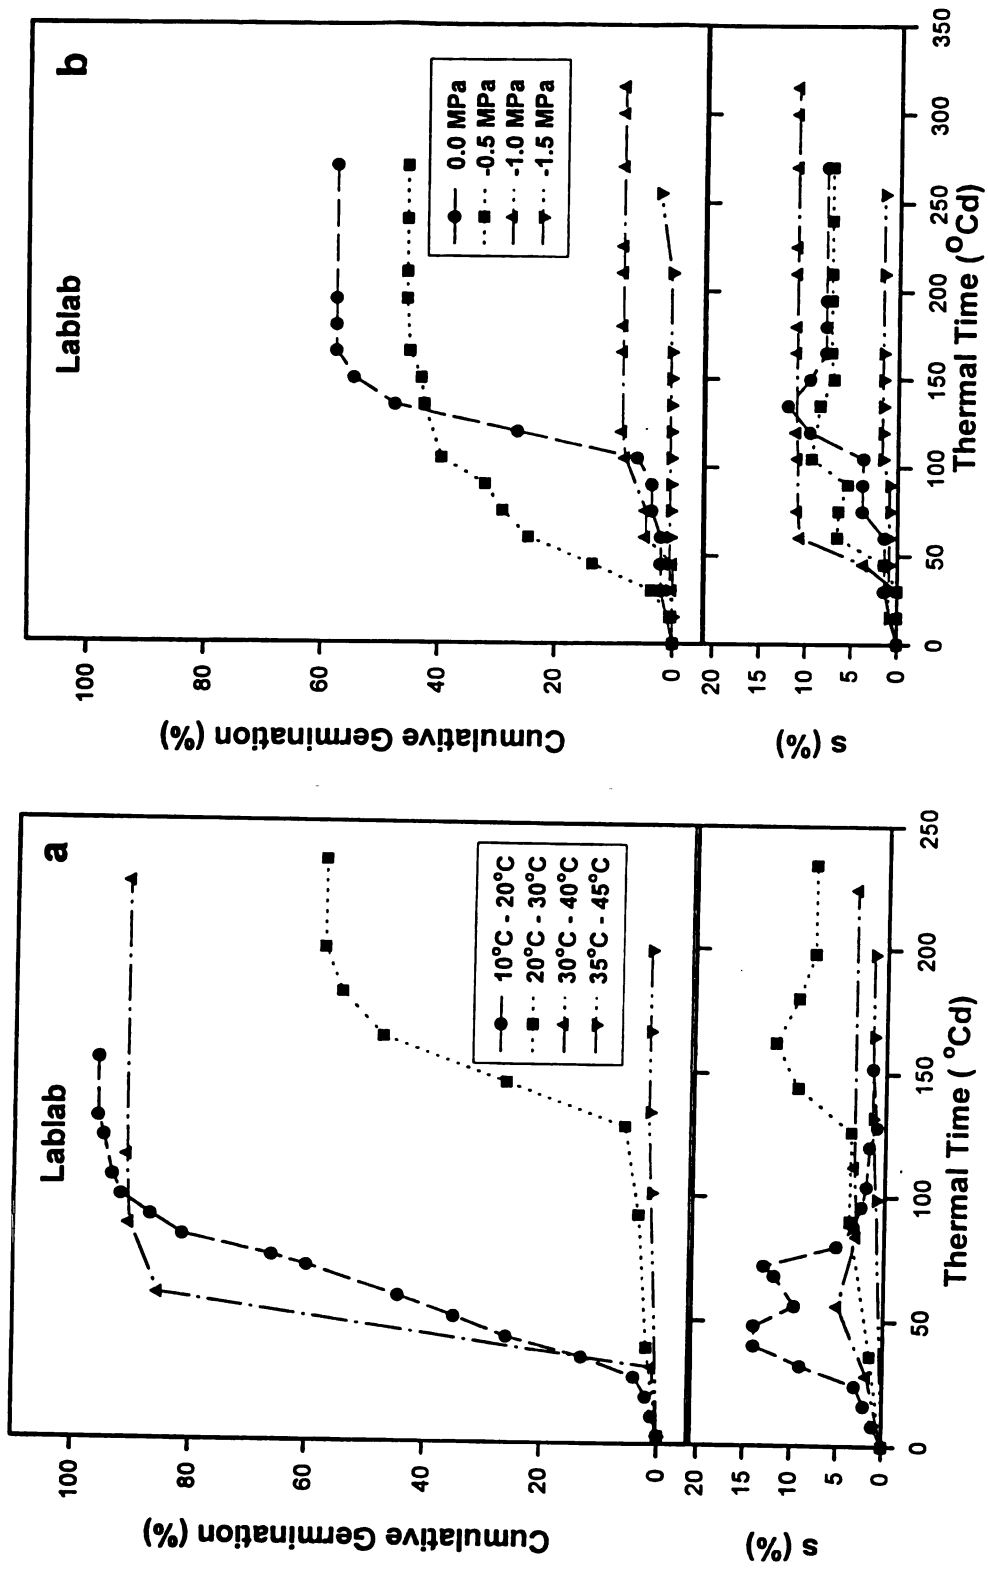 Lablab
a
Cumulative Germination (%)
100
80
60
40
20
0
10°C - 20°C
20°C - 30°C
30°C - 40°C
35°C - 45°C
s (%)
20
15
10
5
0
0
50
100
150
200
250
Thermal Time ( °Cd)
Lablab
b
Cumulative Germination (%)
100
80
60
40
20
0
0.0 MPa
-0.5 MPa
-1.0 MPa
-1.5 MPa
s (%)
20
15
10
5
0
0
50
100
150
200
250
300
350
Thermal Time (°Cd)